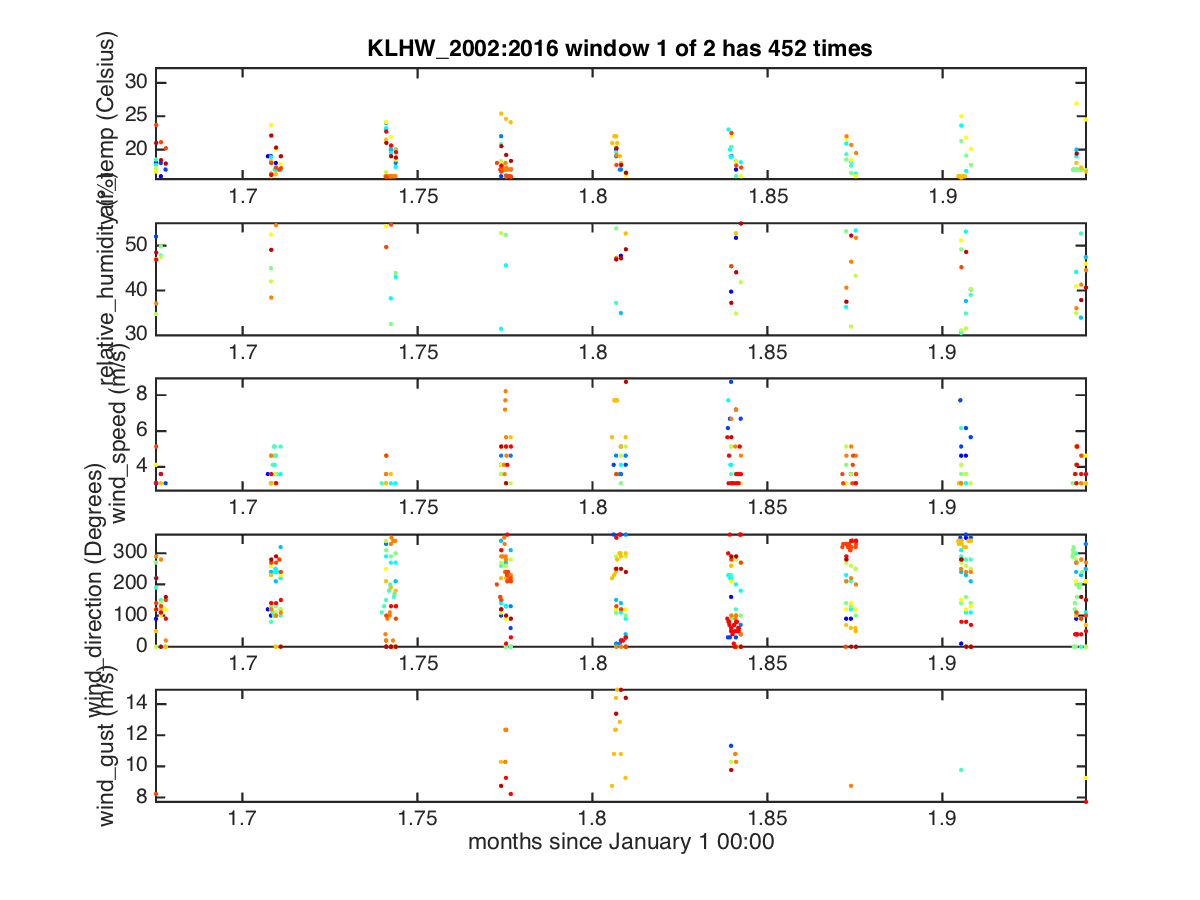 KLHW_2002:2016 window 1 of 2 has 452 times
air_temp (Celsius)
30
25
20
1.7 1.75 1.8 1.85 1.9
relative_humidity (%)
50
40
30
1.7 1.75 1.8 1.85 1.9
wind_speed (m/s)
8
6
4
1.7 1.75 1.8 1.85 1.9
wind_direction (Degrees)
300
200
100
0
1.7 1.75 1.8 1.85 1.9
wind_gust (m/s)
14
12
10
8
1.7 1.75 1.8 1.85 1.9
months since January 1 00:00